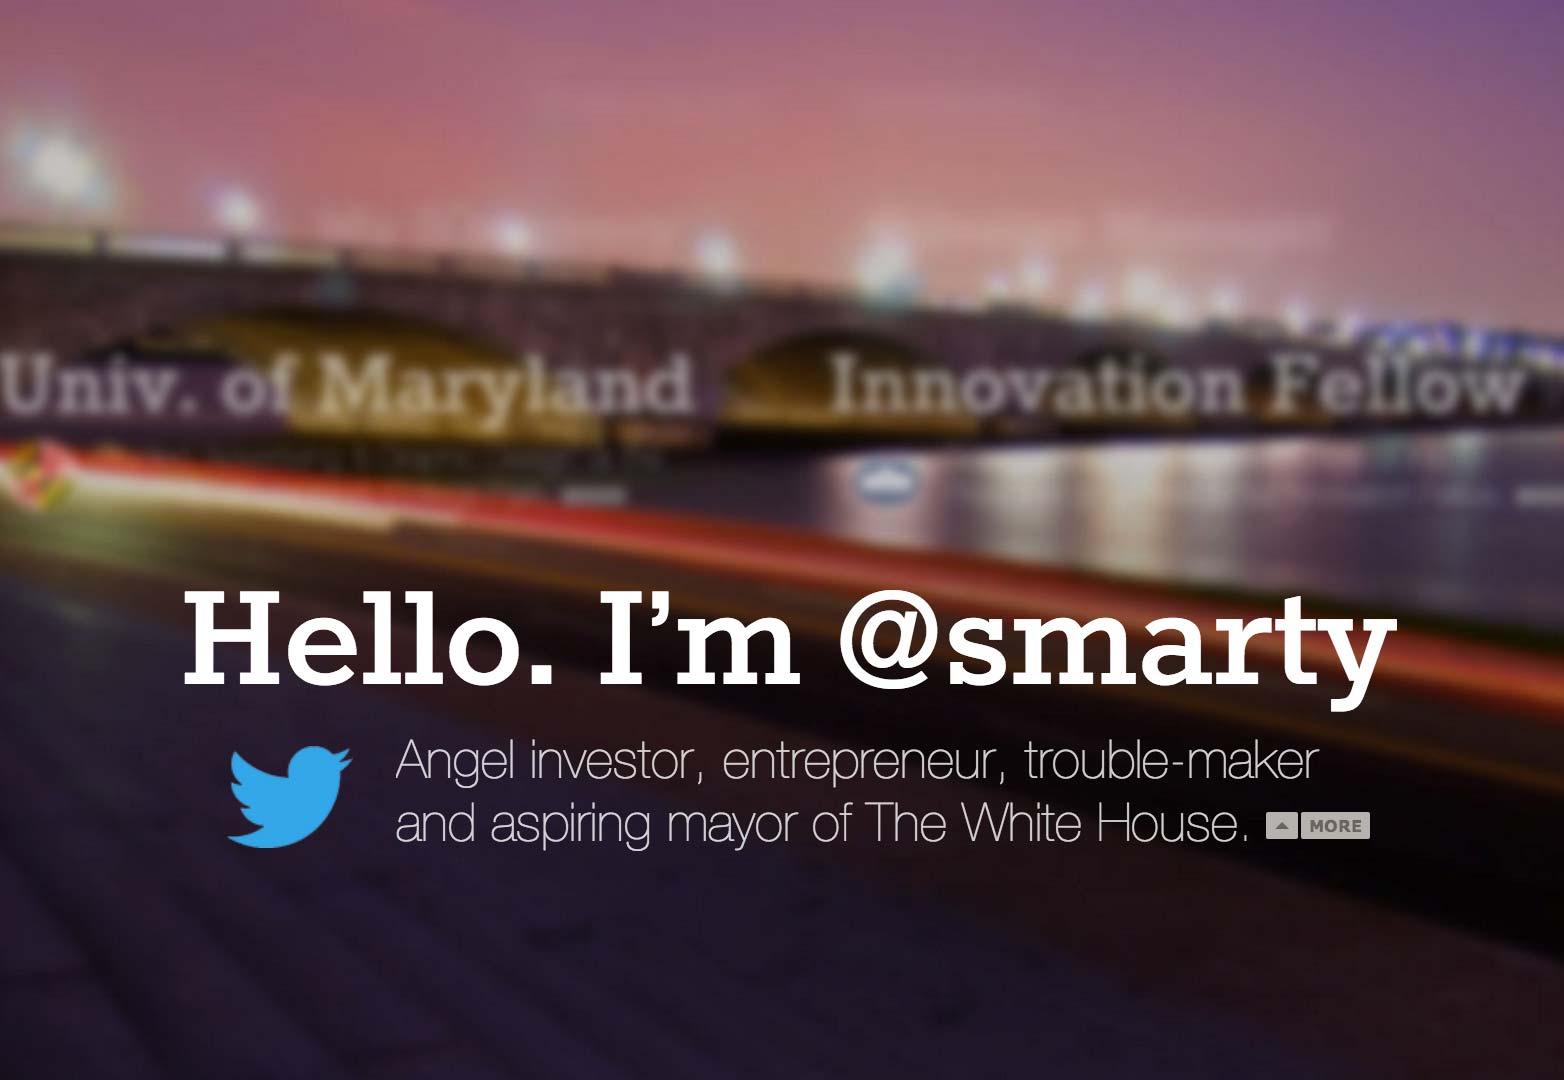 Univ. of Maryland
Innovation Fellow
Hello. I’m @smarty
Angel investor, entrepreneur, trouble-maker
and aspiring mayor of The White House.
MORE